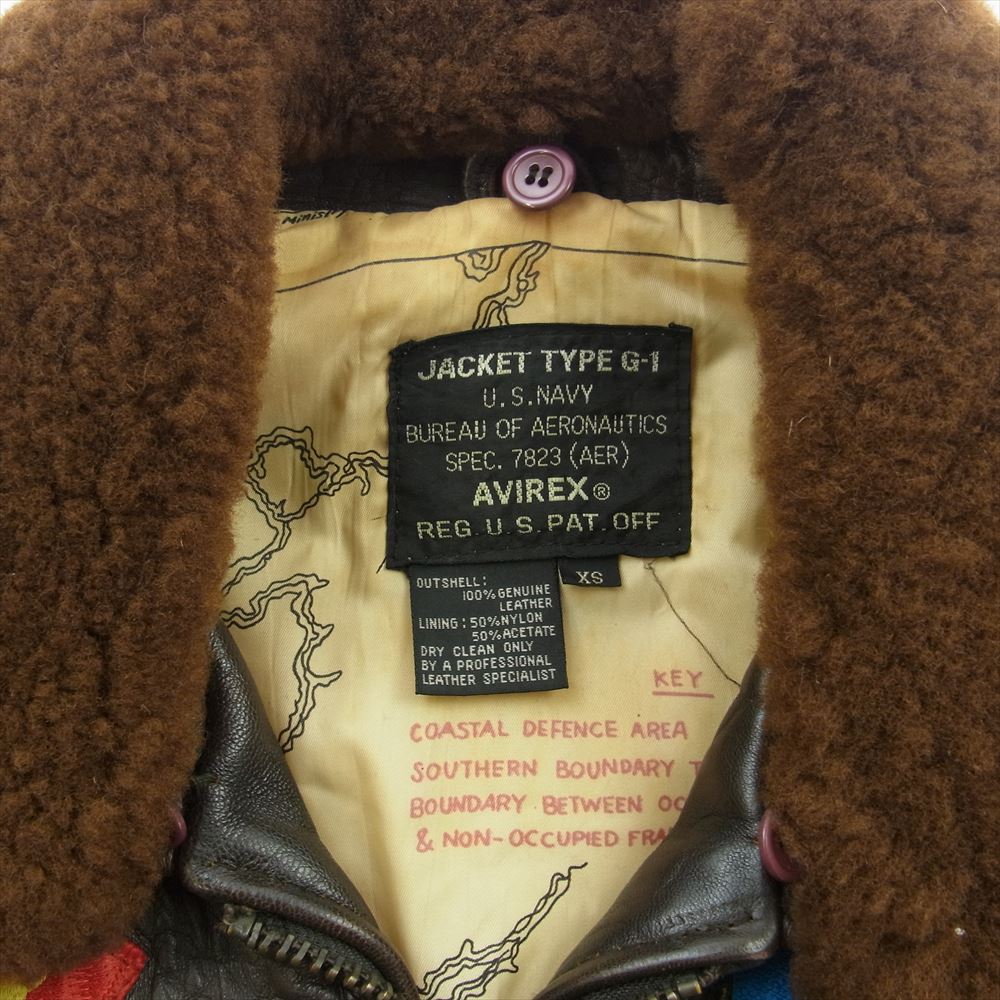 Ministry
JACKET TYPE G-1
U.S.NAVY
BUREAU OF AERONAUTICS
SPEC. 7823 (AER)
AVIREX®
REG. U.S. PAT. OFF
XS
OUTSHELL:
100% GENUINE
LEATHER
LINING: 50% NYLON
50% ACETATE
DRY CLEAN ONLY
BY A PROFESSIONAL
LEATHER SPECIALIST
KEY
COASTAL DEFENCE AREA
SOUTHERN BOUNDARY
BOUNDARY BETWEEN
& NON-OCCUPIED